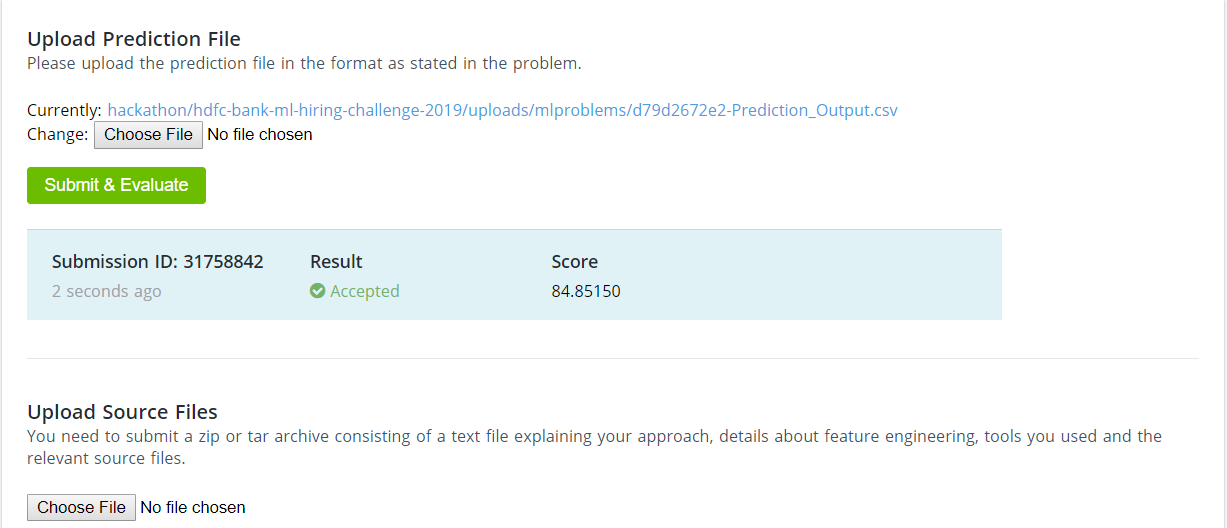 Upload Prediction File
Please upload the prediction file in the format as stated in the problem.
Currently: hackathon/hdfc-bank-ml-hiring-challenge-2019/uploads/mlproblems/d79d2672e2-Prediction_Output.csv
Change: Choose File No file chosen
Submit & Evaluate
Submission ID: 31758842 Result Score
2 seconds ago Accepted 84.85150
Upload Source Files
You need to submit a zip or tar archive consisting of a text file explaining your approach, details about feature engineering, tools you used and the
relevant source files.
Choose File No file chosen